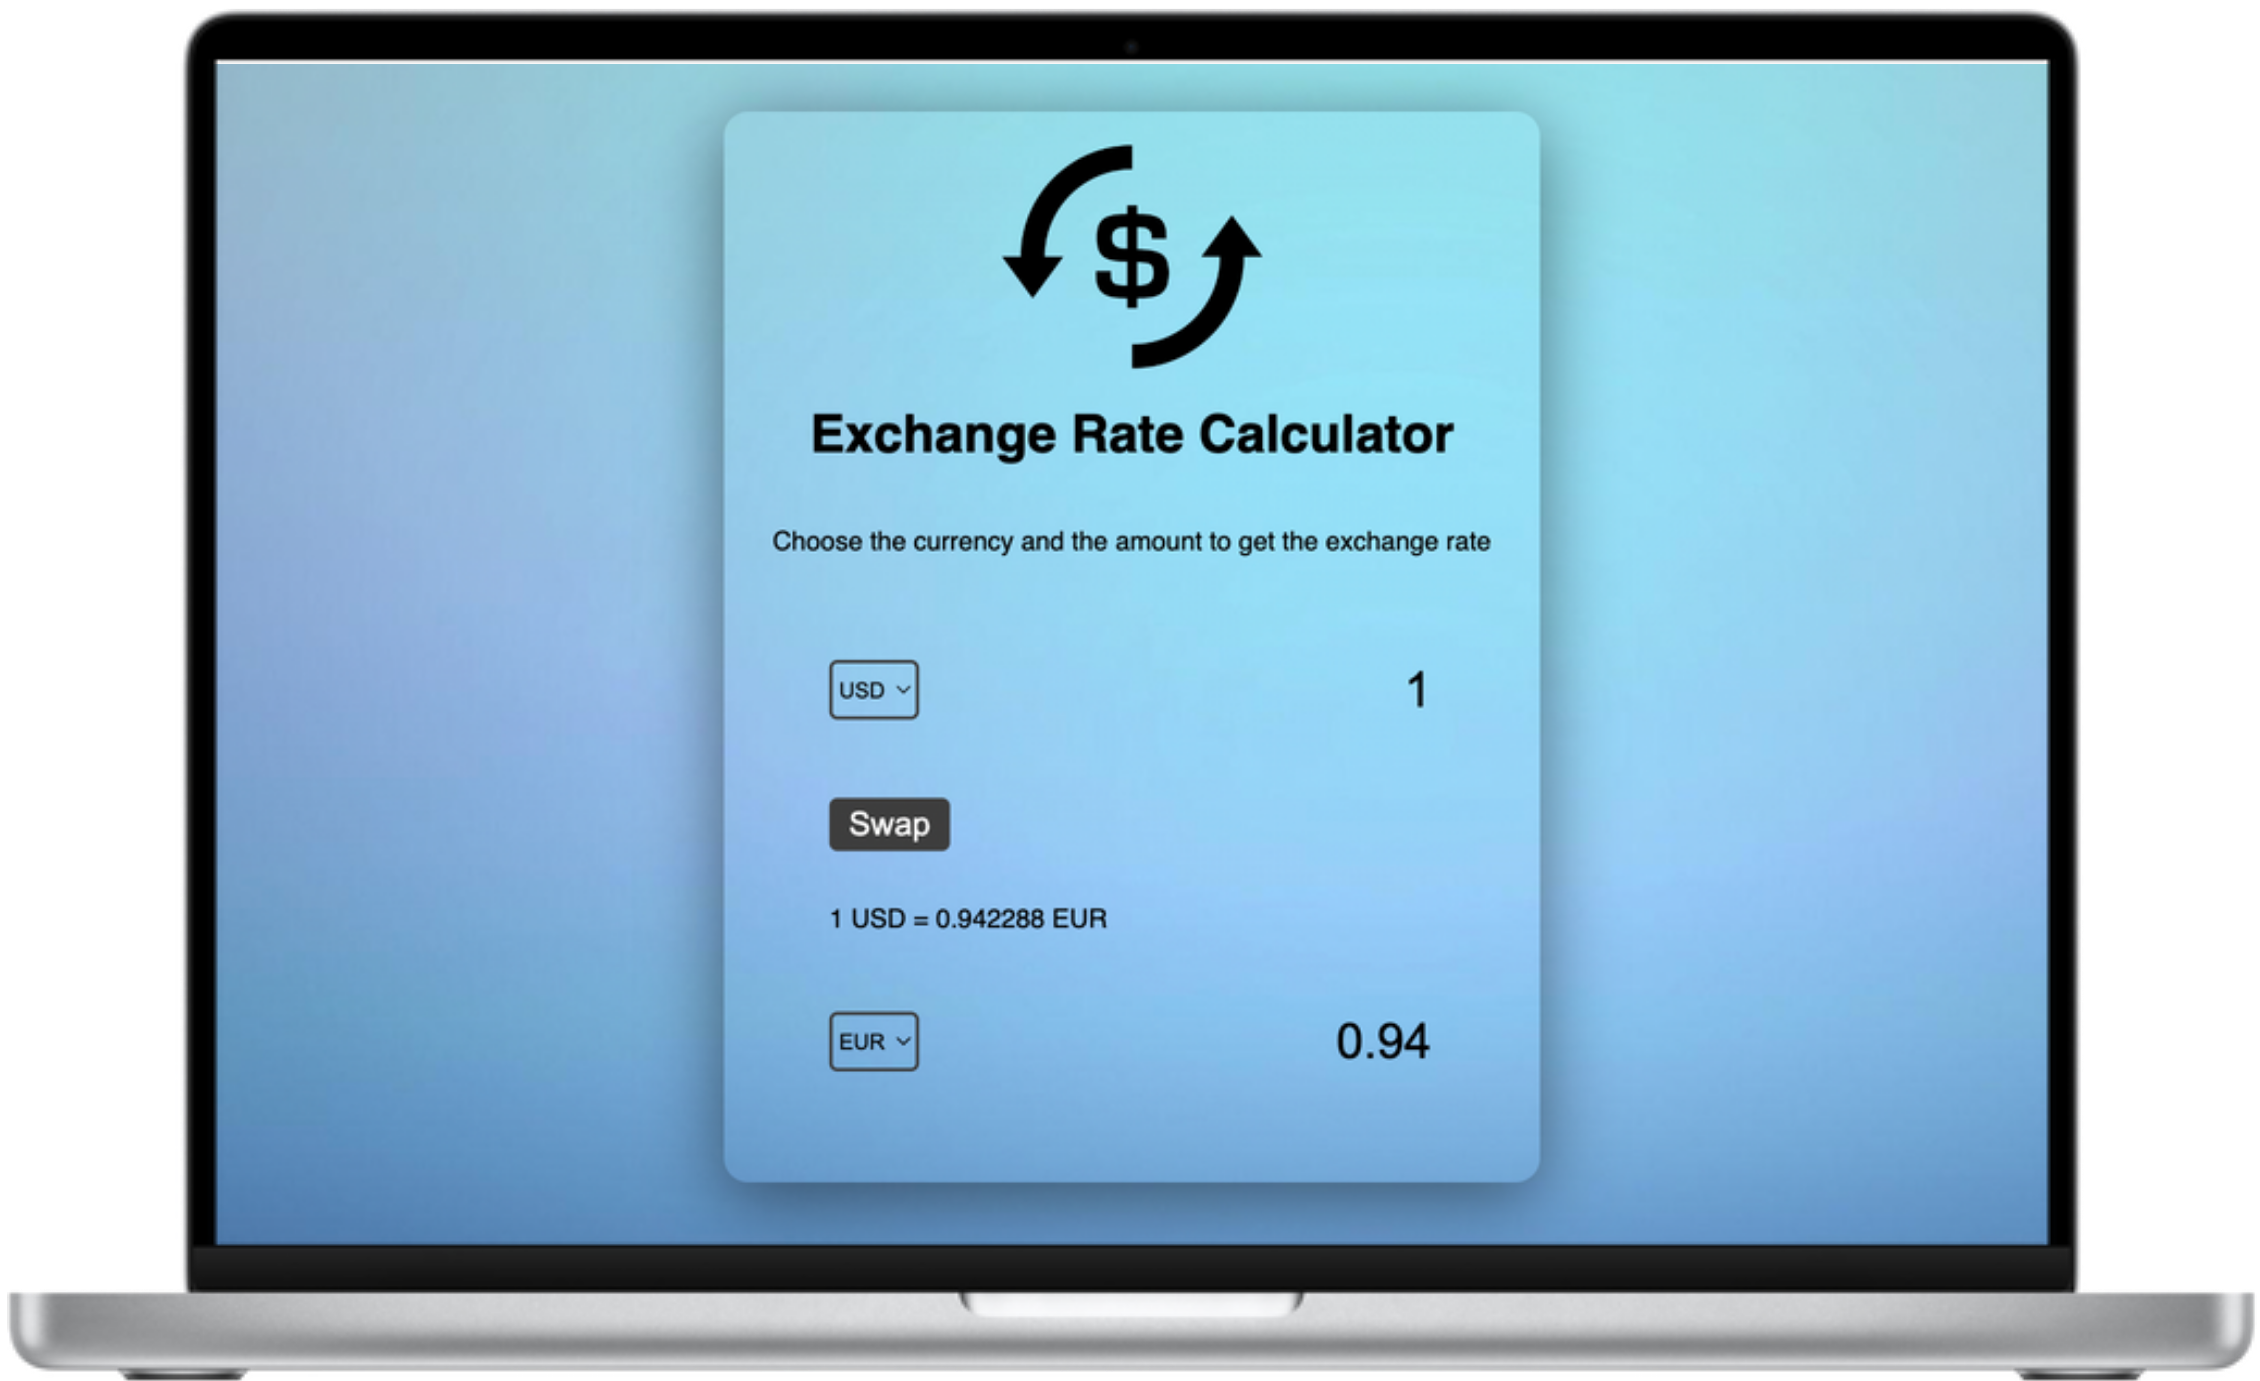 $
Exchange Rate Calculator
Choose the currency and the amount to get the exchange rate
USD 1
Swap
1 USD = 0.942288 EUR
EUR 0.94